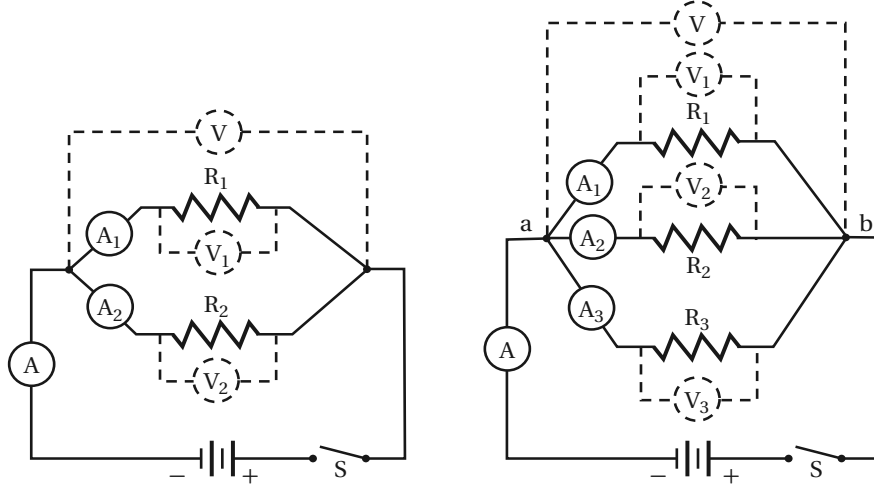 V
R1
A1
V1
R2
A2
V2
A
− +
S
V
V1
R1
A1
V2
a
A2
b
R2
A3
R3
A
V3
− +
S